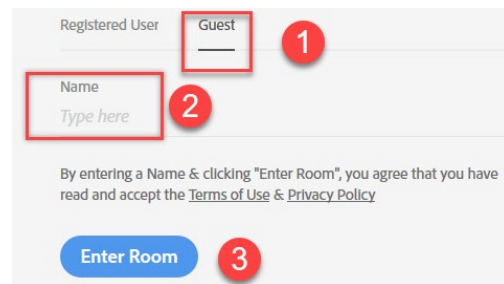 Registered User Guest 1
Name
Type here 2
By entering a Name & clicking "Enter Room", you agree that you have
read and accept the Terms of Use & Privacy Policy
Enter Room 3